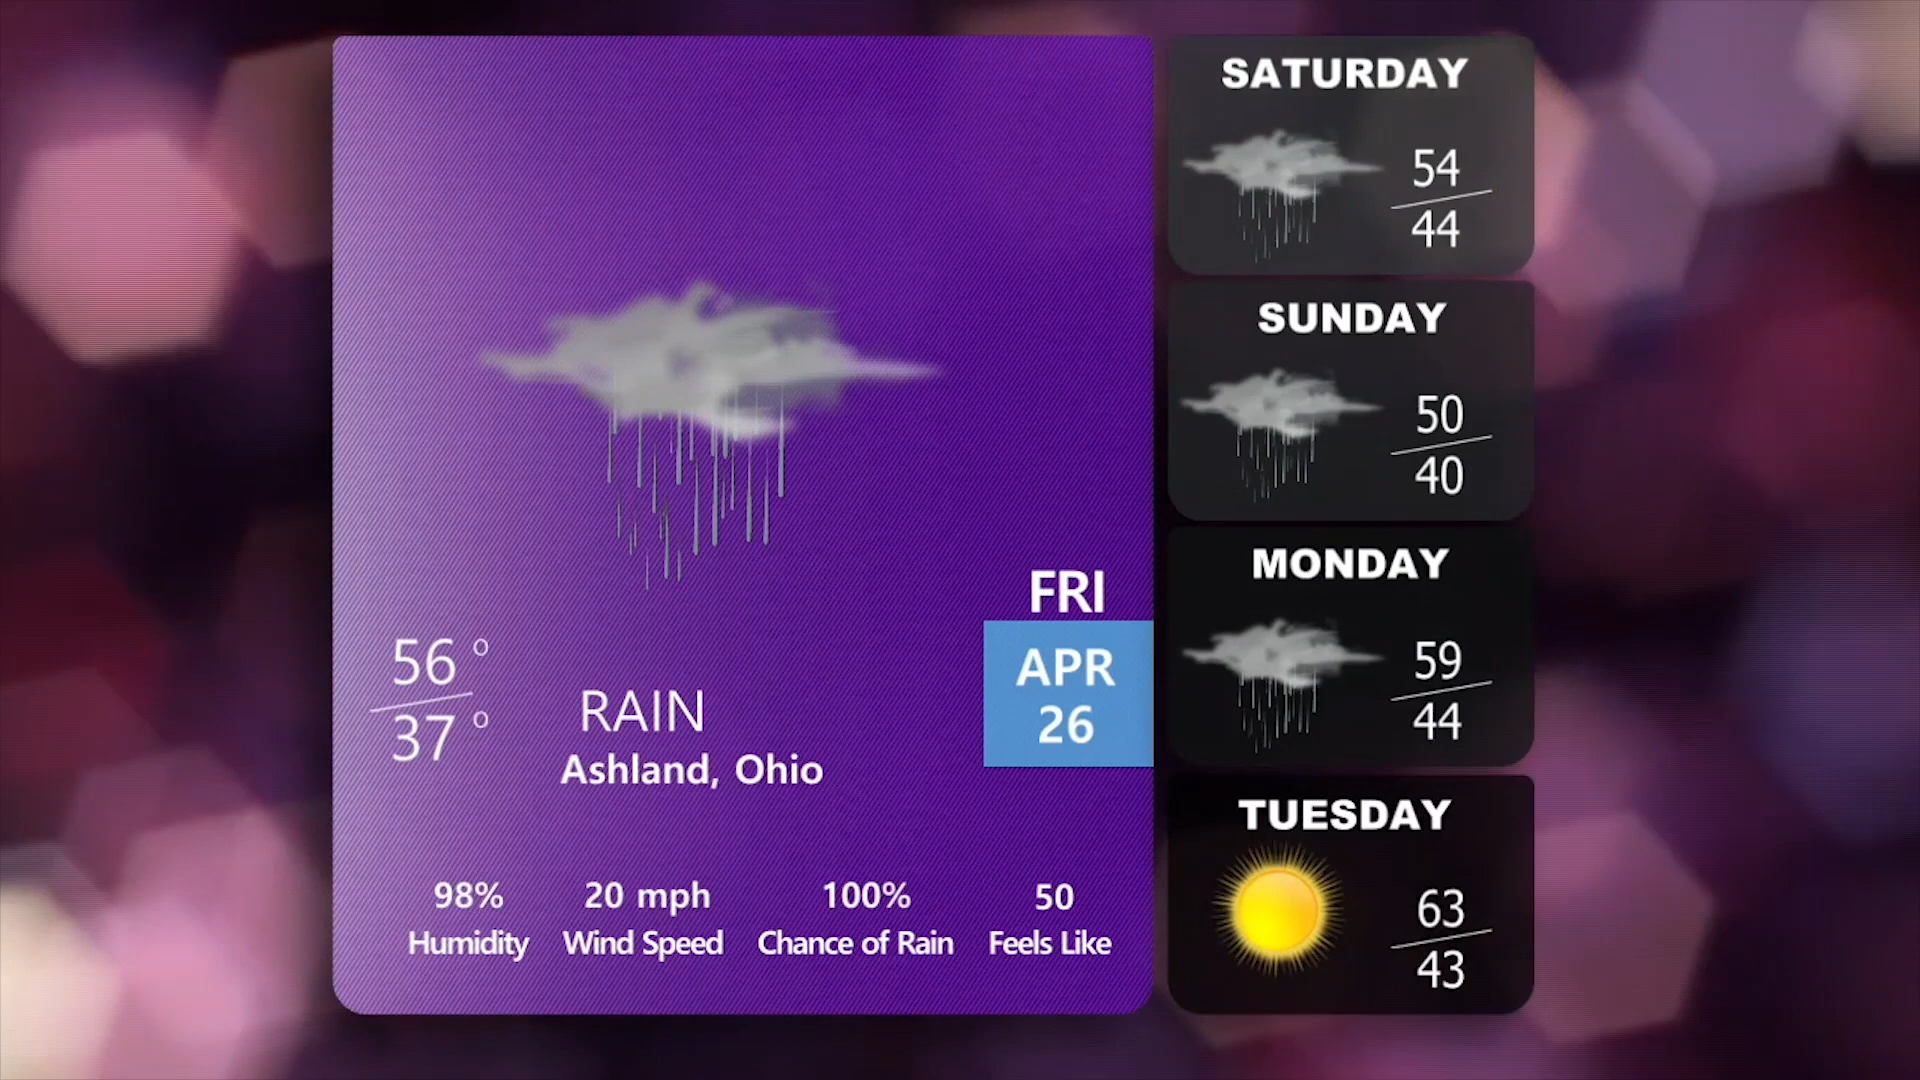 56°
37°
RAIN
Ashland, Ohio
FRI
APR
26
98%
Humidity
20 mph
Wind Speed
100%
Chance of Rain
50
Feels Like
SATURDAY
54
44
SUNDAY
50
40
MONDAY
59
44
TUESDAY
63
43